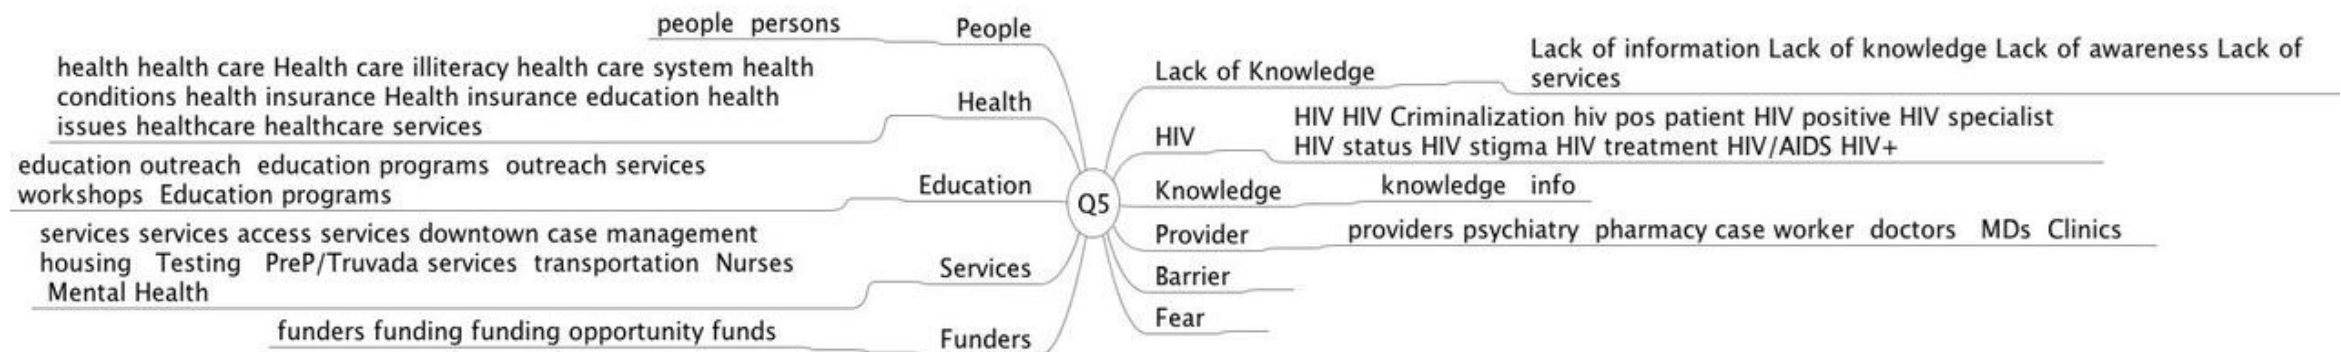 people persons
People
health health care Health care illiteracy health care system health
conditions health insurance Health insurance education health
issues healthcare healthcare services
Health
education outreach education programs outreach services
workshops Education programs
Education
services services access services downtown case management
housing Testing PreP/Truvada services transportation Nurses
Mental Health
Services
funders funding funding opportunity funds
Funders
Q5
Lack of Knowledge
Lack of information Lack of knowledge Lack of awareness Lack of
services
HIV
HIV HIV Criminalization hiv pos patient HIV positive HIV specialist
HIV status HIV stigma HIV treatment HIV/AIDS HIV+
Knowledge
knowledge info
Provider
providers psychiatry pharmacy case worker doctors MDs Clinics
Barrier
Fear